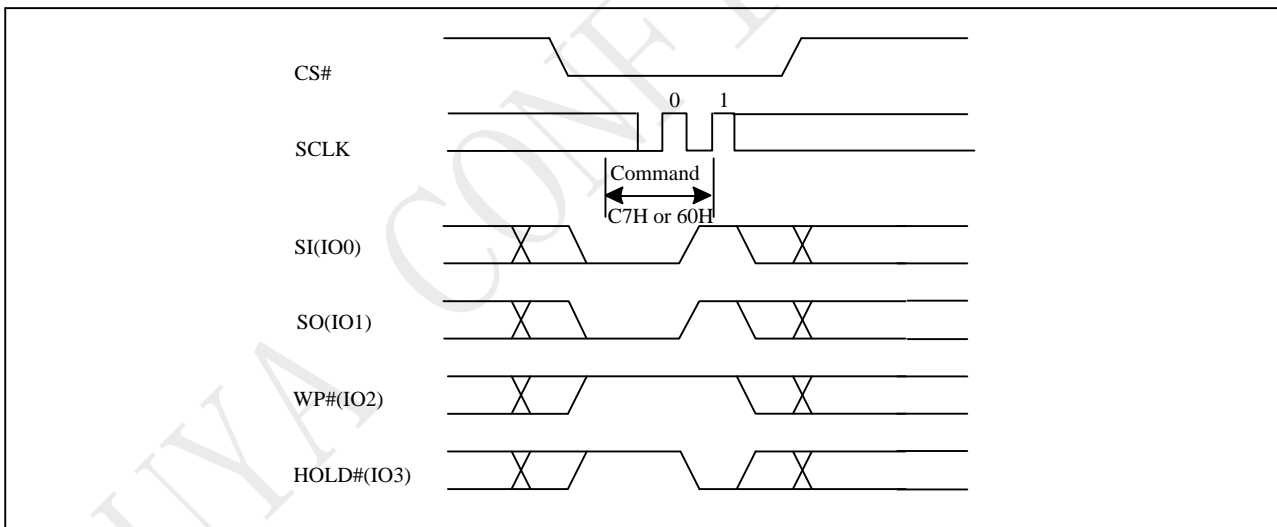 CS#
0 1
SCLK
Command
C7H or 60H
SI(IO0)
SO(IO1)
WP#(IO2)
HOLD#(IO3)